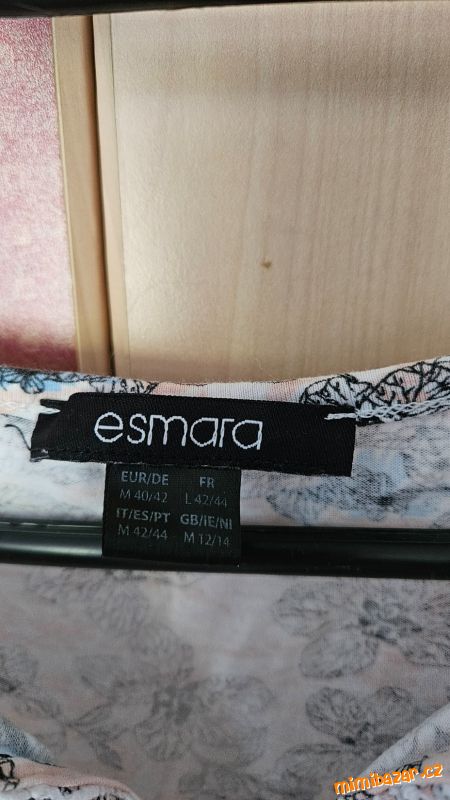 esmara
EUR/DE FR
M 40/42 L 42/44
IT/ES/PT GB/IE/NI
M 42/44 M 12/14
mimibazar.cz